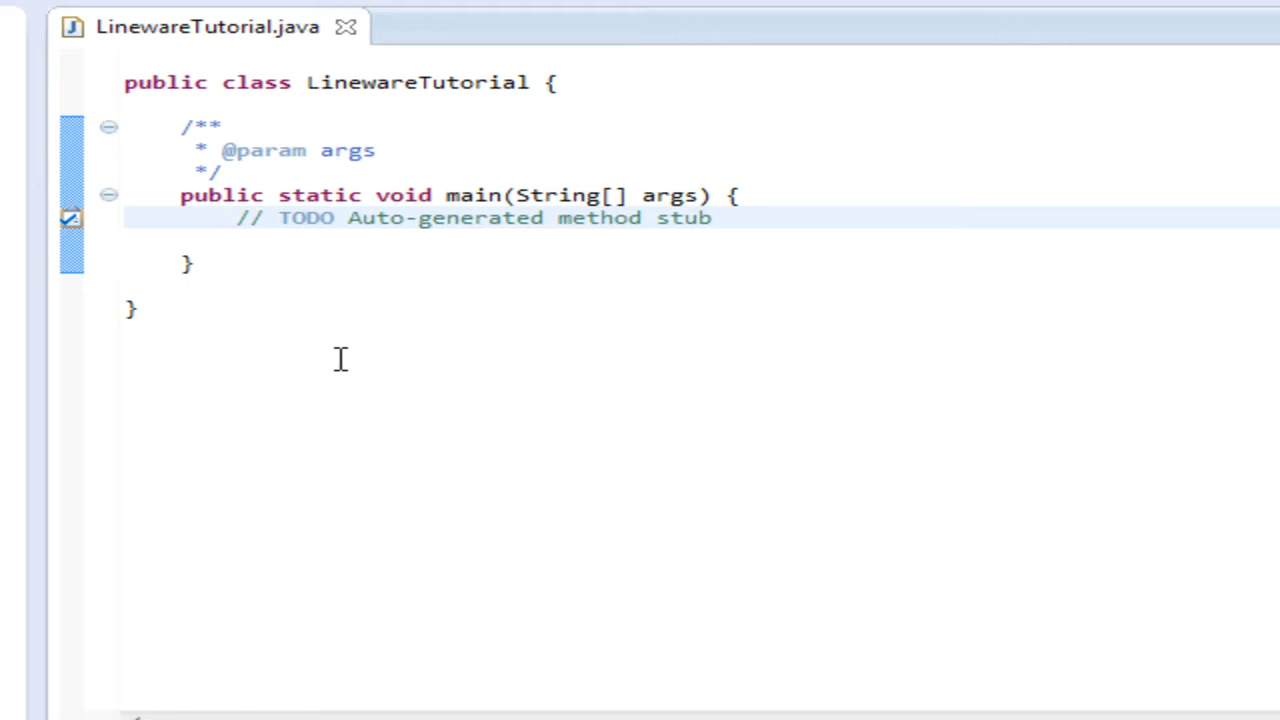 LinewareTutorial.java
public class LinewareTutorial {
/**
* @param args
*/
public static void main(String[] args) {
// TODO Auto-generated method stub
}
}